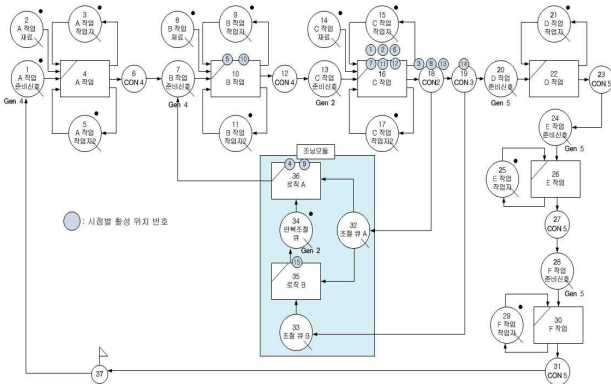 2
A 작업
재료
3
A 작업
작업자
1
A 작업
준비신호
Gen 4
4
A 작업
5
A 작업
작업자2
6
CON 4
8
B 작업
재료
9
B 작업
작업자
7
B 작업
준비신호
Gen 4
5
10
10
B 작업
11
B 작업
작업자2
12
CON 4
14
C 작업
재료
15
C 작업
작업자
13
C 작업
준비신호
Gen 2
1
2
6
7
11
12
16
C 작업
17
C 작업
작업자2
3
8
13
18
CON2
14
19
CON 3
20
D 작업
준비신호
Gen 5
21
D 작업
작업자
22
D 작업
23
CON 5
24
E 작업
준비신호
Gen 5
25
E 작업
작업자
26
E 작업
27
CON 5
28
F 작업
준비신호
Gen 5
29
F 작업
작업자
30
F 작업
31
CON 5
조닝모듈
4
9
36
로직 A
34
반복조절
큐
Gen 2
32
조절 큐 A
15
35
로직 B
33
조절 큐 B
: 시점별 활성 위치 번호
37